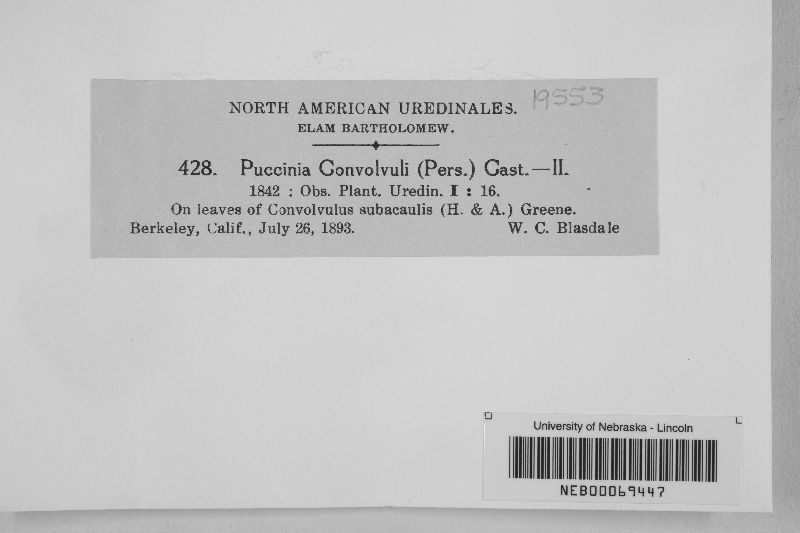 19553
NORTH AMERICAN UREDINALES.
ELAM BARTHOLOMEW.
428. Puccinia Convolvuli (Pers.) Cast.—II.
1842 : Obs. Plant. Uredin. I : 16.
On leaves of Convolvulus subacaulis (H. & A.) Greene.
Berkeley, Calif., July 26, 1893. W. C. Blasdale
University of Nebraska - Lincoln
NEB00069447